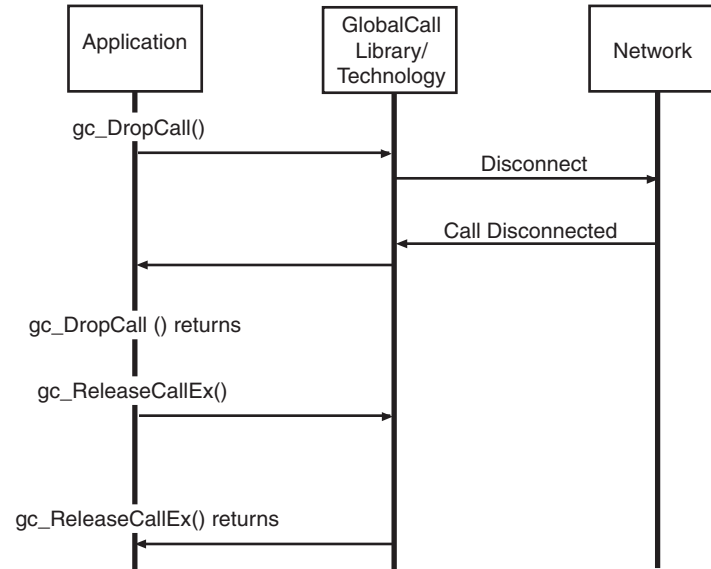 Application
GlobalCall
Library/
Technology
Network
gc_DropCall()
Disconnect
Call Disconnected
gc_DropCall () returns
gc_ReleaseCallEx()
gc_ReleaseCallEx() returns